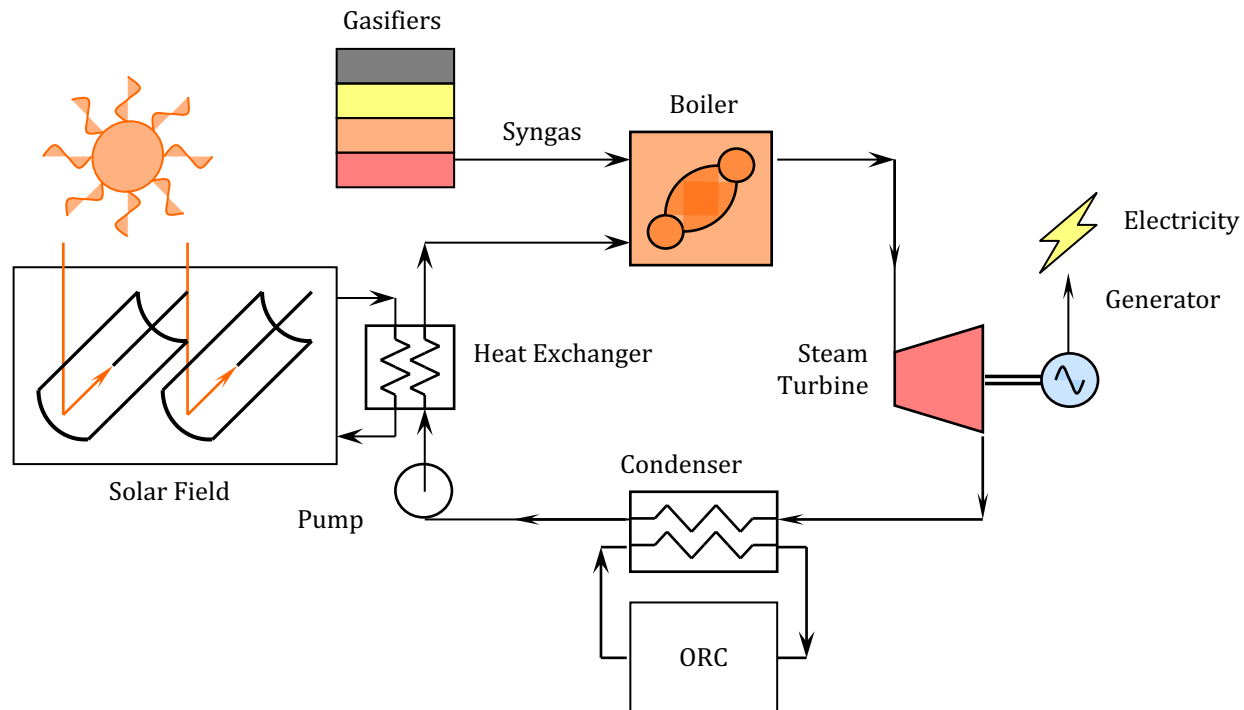 Gasifiers
Boiler
Syngas
Electricity
Generator
Heat Exchanger
Steam
Turbine
Condenser
Solar Field
Pump
ORC